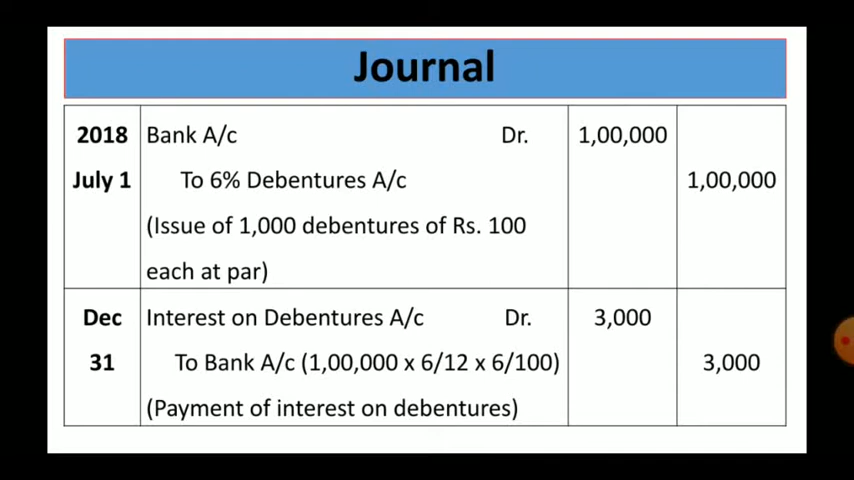 Journal
2018 Bank A/c Dr. 1,00,000
July 1 To 6% Debentures A/c 1,00,000
(Issue of 1,000 debentures of Rs. 100
each at par)
Dec Interest on Debentures A/c Dr. 3,000
31 To Bank A/c (1,00,000 x 6/12 x 6/100) 3,000
(Payment of interest on debentures)